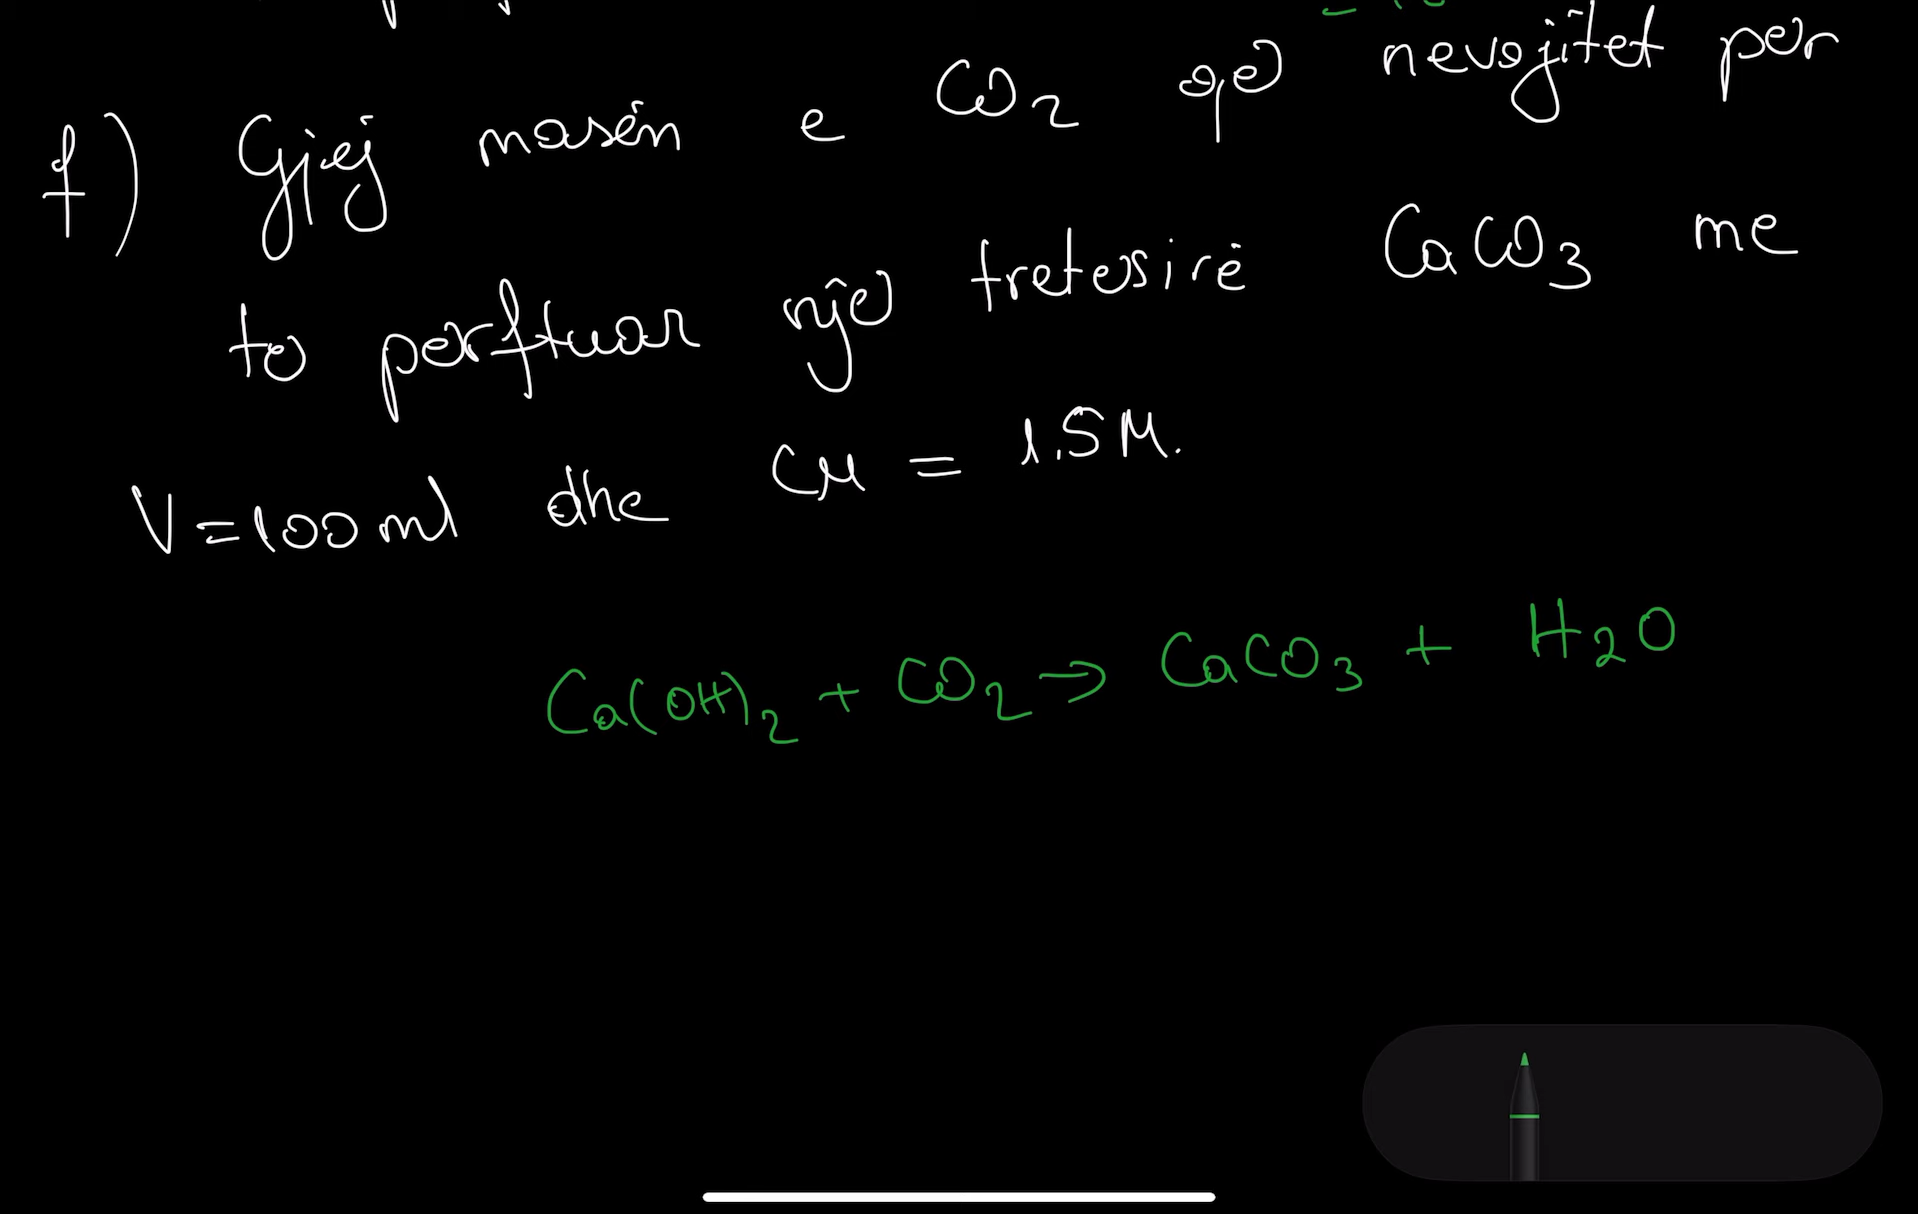 f) Gjej masën e CO2 që nevojitet për
të përftuar një tretësirë CaCO3 me
V=100ml dhe CM = 1.5M.
Ca(OH)2 + CO2 → CaCO3 + H2O